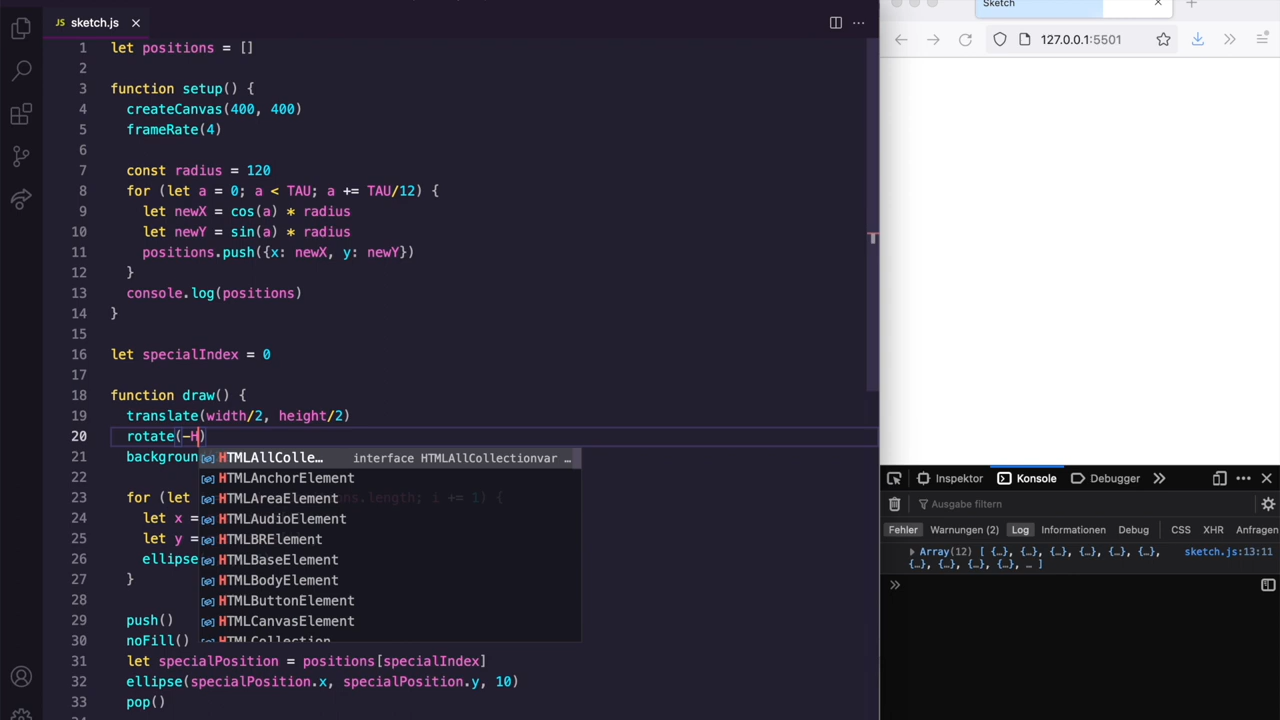 JS sketch.js
Sketch
127.0.0.1:5501
1 let positions = []
2
3 function setup() {
4 createCanvas(400, 400)
5 frameRate(4)
6
7 const radius = 120
8 for (let a = 0; a < TAU; a += TAU/12) {
9 let newX = cos(a) * radius
10 let newY = sin(a) * radius
11 positions.push({x: newX, y: newY})
12 }
13 console.log(positions)
14 }
15
16 let specialIndex = 0
17
18 function draw() {
19 translate(width/2, height/2)
20 rotate(-H)
21 backgroun
HTMLAllColle… interface HTMLAllCollectionvar …
22
HTMLAnchorElement
23 for (let
HTMLAreaElement ns.length; i += 1) {
24 let x =
HTMLAudioElement
25 let y =
HTMLBRElement
26 ellipse
HTMLBaseElement
27 }
HTMLBodyElement
28
HTMLButtonElement
29 push()
HTMLCanvasElement
30 noFill()
HTMLCollection
31 let specialPosition = positions[specialIndex]
32 ellipse(specialPosition.x, specialPosition.y, 10)
33 pop()
Inspektor Konsole Debugger
Ausgabe filtern
Fehler Warnungen (2) Log Informationen Debug CSS XHR Anfragen
Array(12) [ {…}, {…}, {…}, {…}, {…}, {…}, sketch.js:13:11
{…}, {…}, {…}, {…}, … ]